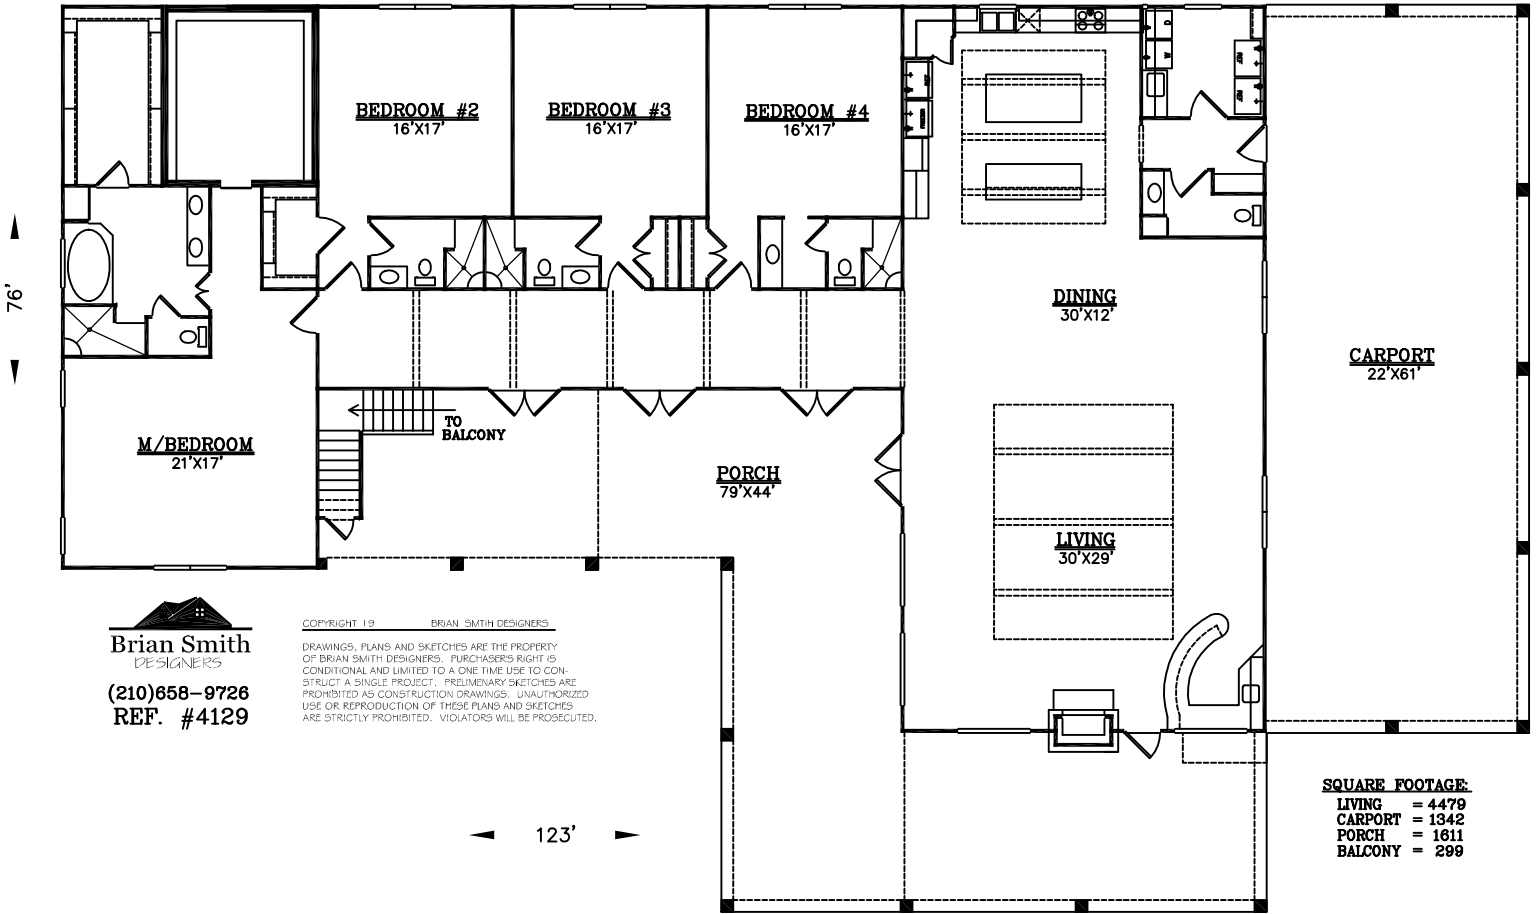 BEDROOM #2
16'X17'
BEDROOM #3
16'X17'
BEDROOM #4
16'X17'
REF
FREEZER
D
W
REF
REF
76'
DINING
30'X12'
CARPORT
22'X61'
TO
BALCONY
M/BEDROOM
21'X17'
PORCH
79'X44'
LIVING
30'X29'
Brian Smith
DESIGNERS
(210)658-9726
REF. #4129
COPYRIGHT 19 BRIAN SMITH DESIGNERS
DRAWINGS, PLANS AND SKETCHES ARE THE PROPERTY
OF BRIAN SMITH DESIGNERS. PURCHASER'S RIGHT IS
CONDITIONAL AND LIMITED TO A ONE TIME USE TO CON-
STRUCT A SINGLE PROJECT. PRELIMENARY SKETCHES ARE
PROHIBITED AS CONSTRUCTION DRAWINGS. UNAUTHORIZED
USE OR REPRODUCTION OF THESE PLANS AND SKETCHES
ARE STRICTLY PROHIBITED. VIOLATORS WILL BE PROSECUTED.
123'
SQUARE FOOTAGE:
LIVING = 4479
CARPORT = 1342
PORCH = 1611
BALCONY = 299